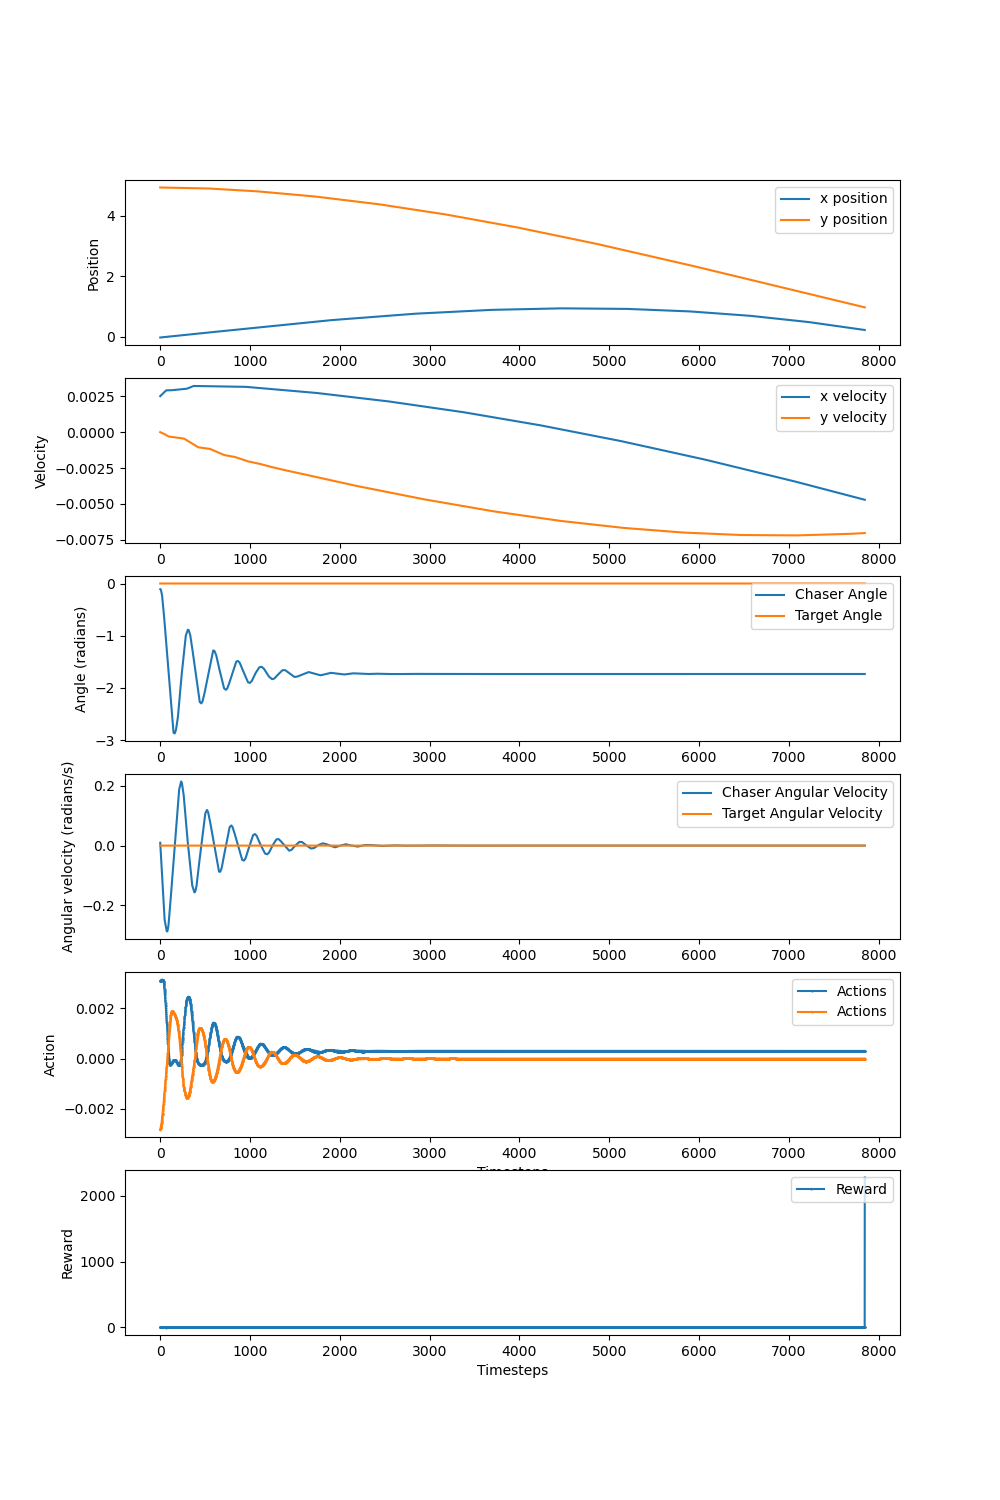 x position
y position
Position
4
2
0
0 1000 2000 3000 4000 5000 6000 7000 8000
x velocity
y velocity
Velocity
0.0025
0.0000
−0.0025
−0.0050
−0.0075
0 1000 2000 3000 4000 5000 6000 7000 8000
Chaser Angle
Target Angle
Angle (radians)
0
−1
−2
−3
0 1000 2000 3000 4000 5000 6000 7000 8000
Chaser Angular Velocity
Target Angular Velocity
Angular velocity (radians/s)
0.2
0.0
−0.2
0 1000 2000 3000 4000 5000 6000 7000 8000
Actions
Actions
Action
0.002
0.000
−0.002
0 1000 2000 3000 4000 5000 6000 7000 8000
Timesteps
Reward
Reward
2000
1000
0
0 1000 2000 3000 4000 5000 6000 7000 8000
Timesteps